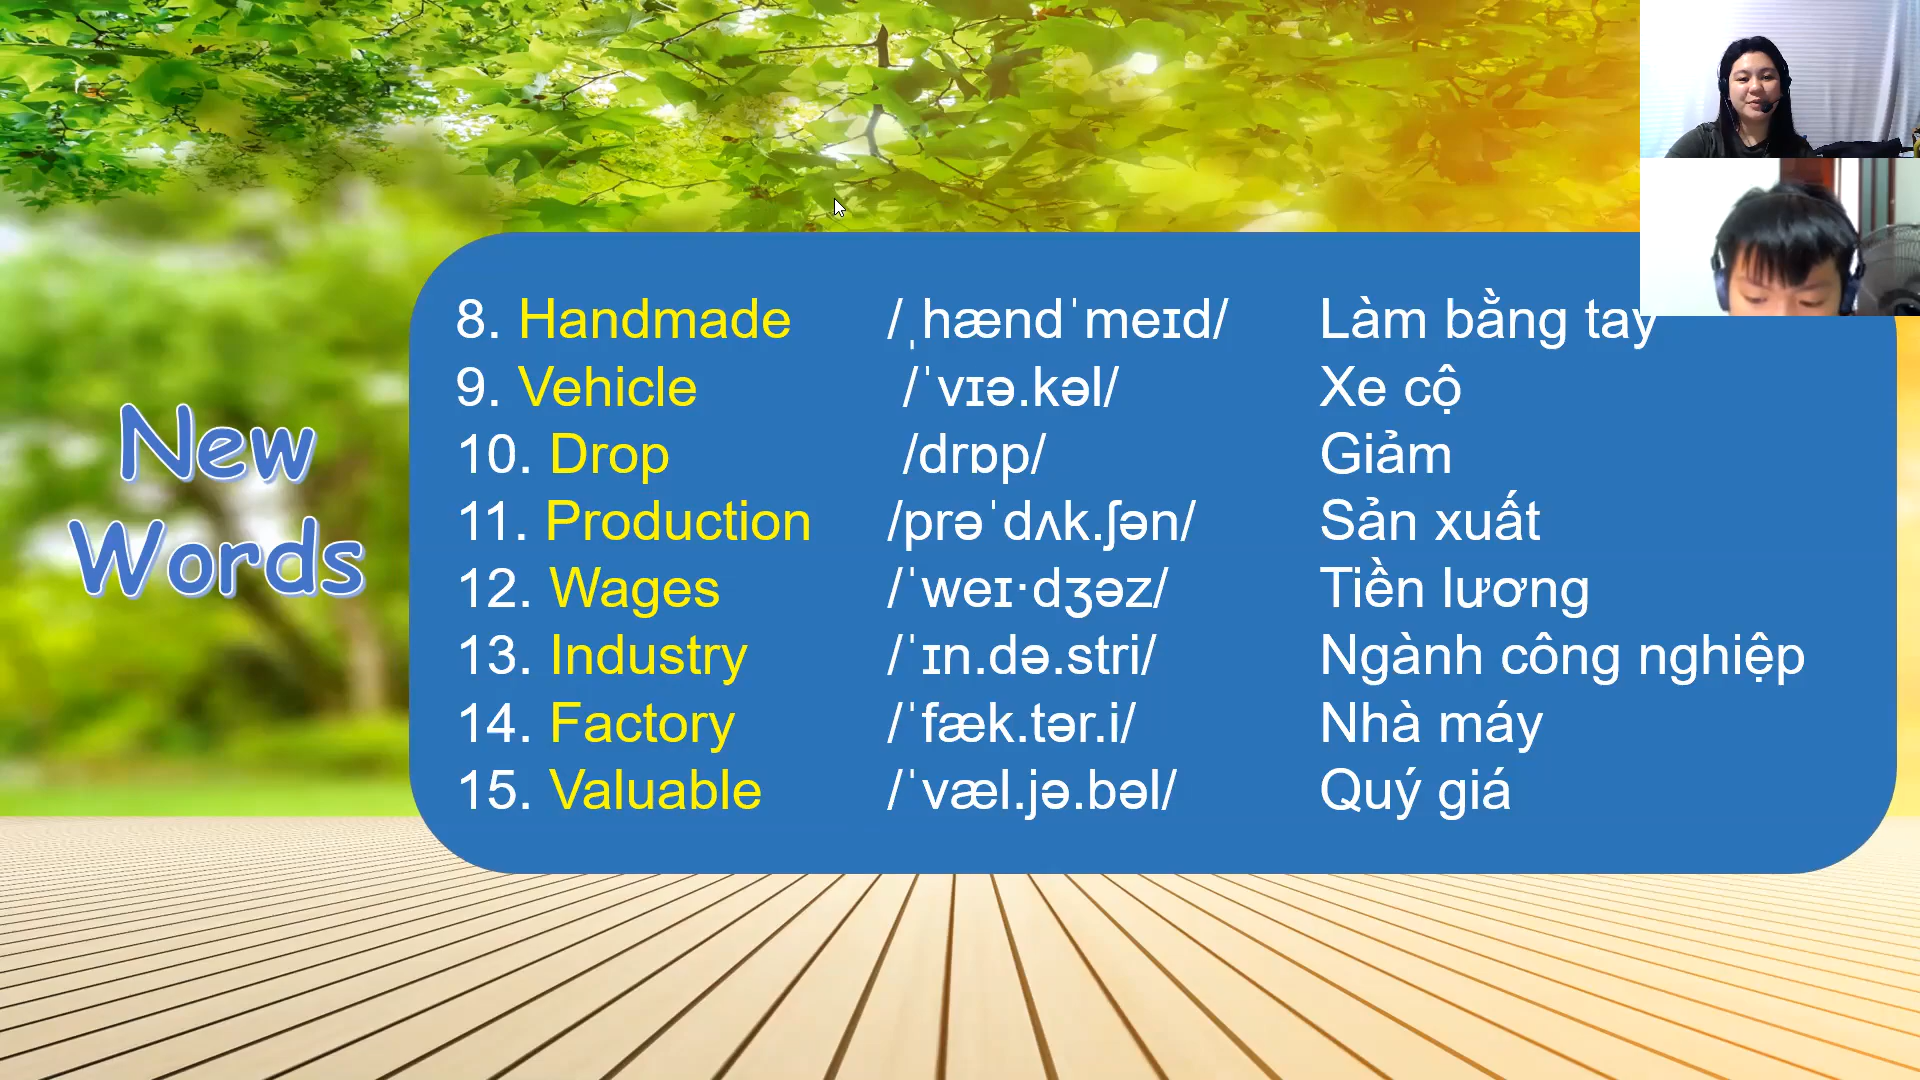 New
Words
8. Handmade /ˌhændˈmeɪd/ Làm bằng tay
9. Vehicle /ˈvɪə.kəl/ Xe cộ
10. Drop /drɒp/ Giảm
11. Production /prəˈdʌk.ʃən/ Sản xuất
12. Wages /ˈweɪ·dʒəz/ Tiền lương
13. Industry /ˈɪn.də.stri/ Ngành công nghiệp
14. Factory /ˈfæk.tər.i/ Nhà máy
15. Valuable /ˈvæl.jə.bəl/ Quý giá